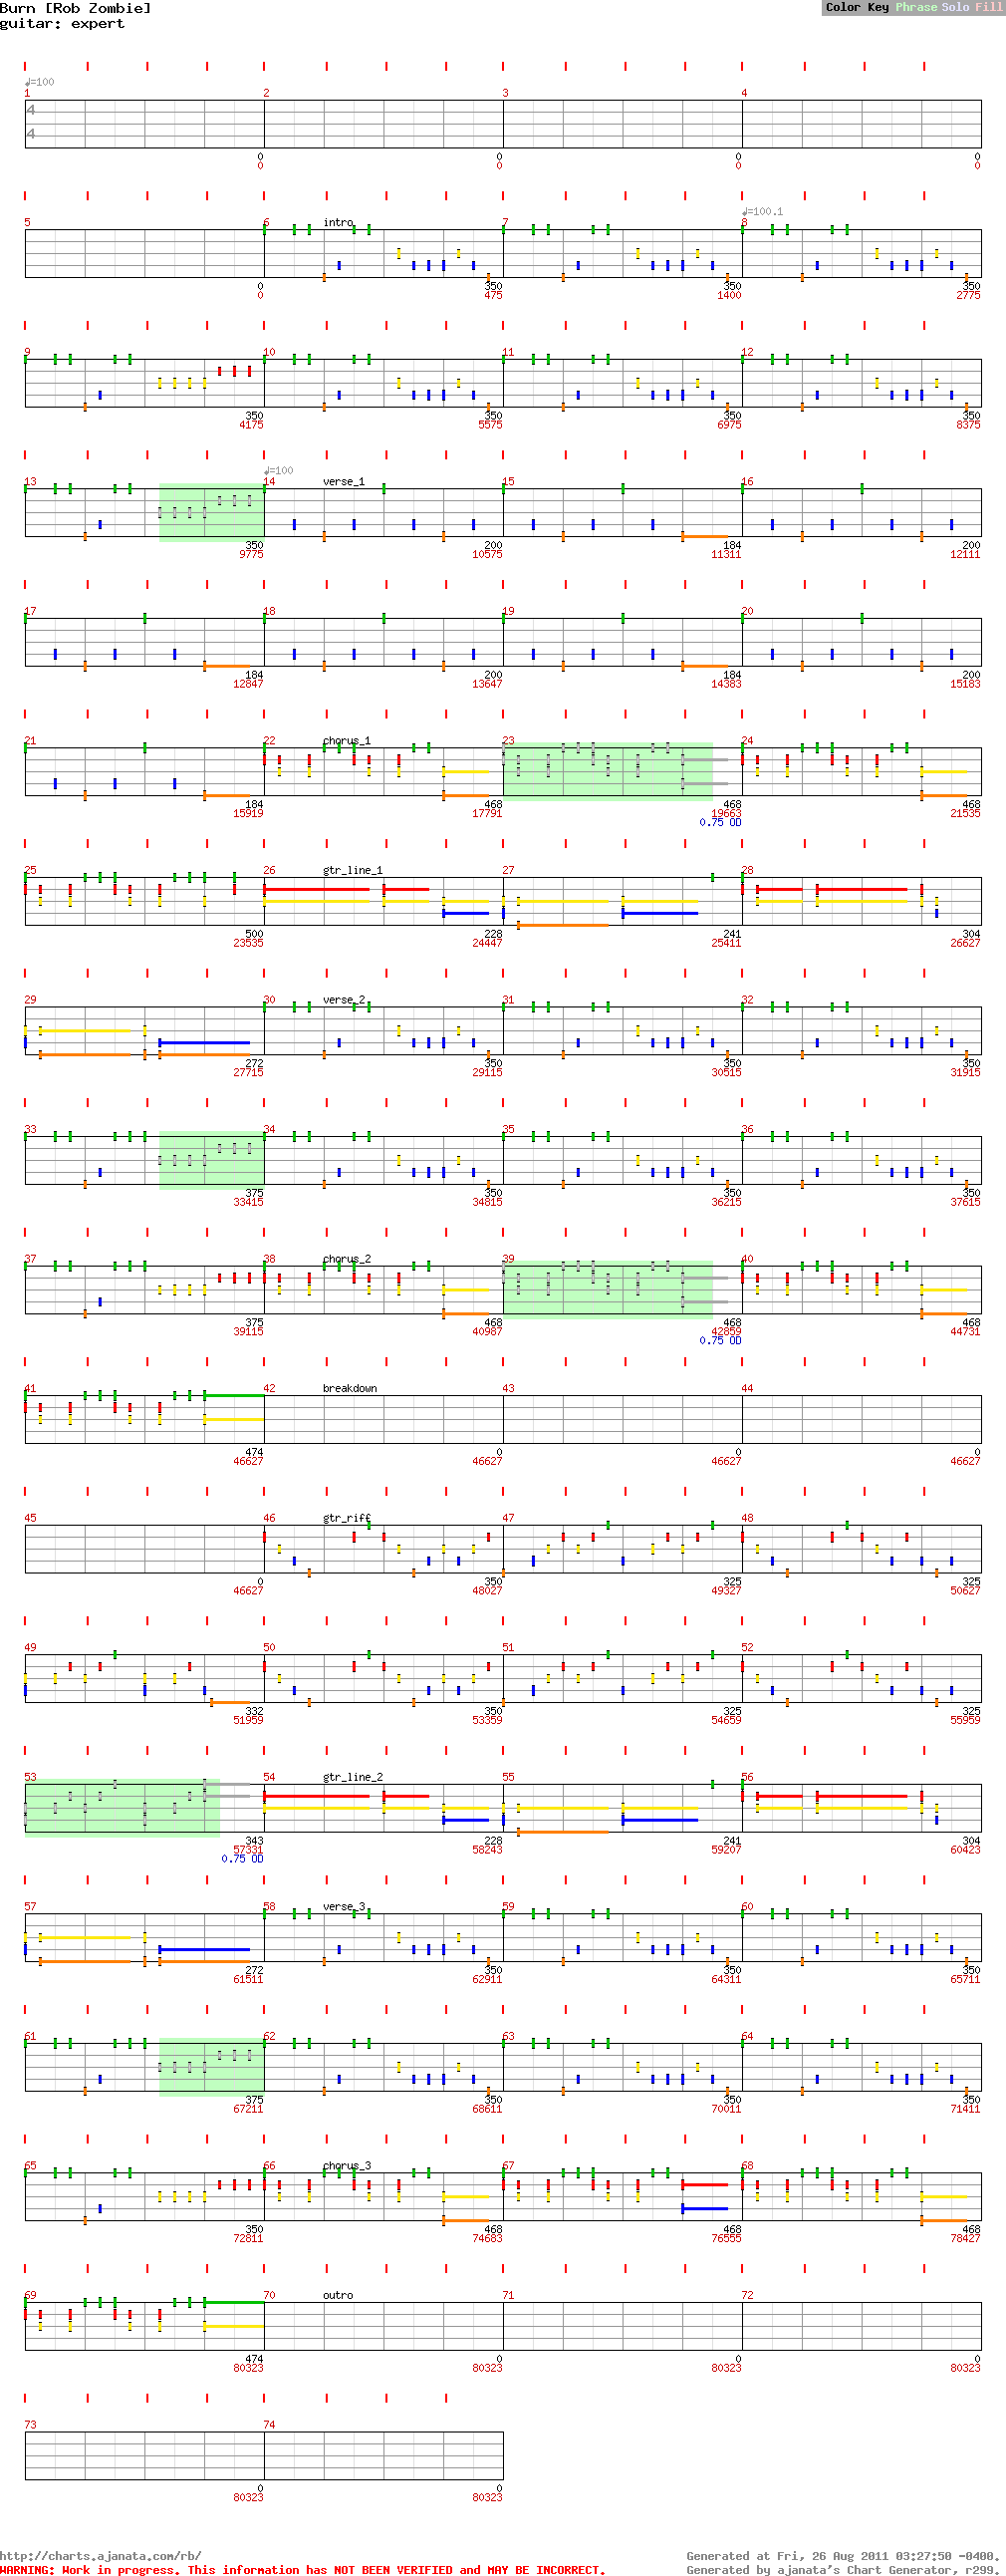 Burn [Rob Zombie]
guitar: expert
Color Key Phrase Solo Fill
♩=100
1 2 3 4
4
4
0 0 0 0
0 0 0 0
♩=100.1
5 6 intro 7 8
0 350 350 350
0 475 1400 2775
9 10 11 12
350 350 350 350
4175 5575 6975 8375
♩=100
13 14 verse_1 15 16
350 200 184 200
9775 10575 11311 12111
17 18 19 20
184 200 184 200
12847 13647 14383 15183
21 22 chorus_1 23 24
184 468 468 468
15919 17791 19663 21535
0.75 OD
25 26 gtr_line_1 27 28
500 228 241 304
23535 24447 25411 26627
29 30 verse_2 31 32
272 350 350 350
27715 29115 30515 31915
33 34 35 36
375 350 350 350
33415 34815 36215 37615
37 38 chorus_2 39 40
375 468 468 468
39115 40987 42859 44731
0.75 OD
41 42 breakdown 43 44
474 0 0 0
46627 46627 46627 46627
45 46 gtr_riff 47 48
0 350 325 325
46627 48027 49327 50627
49 50 51 52
332 350 325 325
51959 53359 54659 55959
53 54 gtr_line_2 55 56
343 228 241 304
57331 58243 59207 60423
0.75 OD
57 58 verse_3 59 60
272 350 350 350
61511 62911 64311 65711
61 62 63 64
375 350 350 350
67211 68611 70011 71411
65 66 chorus_3 67 68
350 468 468 468
72811 74683 76555 78427
69 70 outro 71 72
474 0 0 0
80323 80323 80323 80323
73 74
0 0
80323 80323
http://charts.ajanata.com/rb/
Generated at Fri, 26 Aug 2011 03:27:50 -0400.
WARNING: Work in progress. This information has NOT BEEN VERIFIED and MAY BE INCORRECT.
Generated by ajanata's Chart Generator, r299.